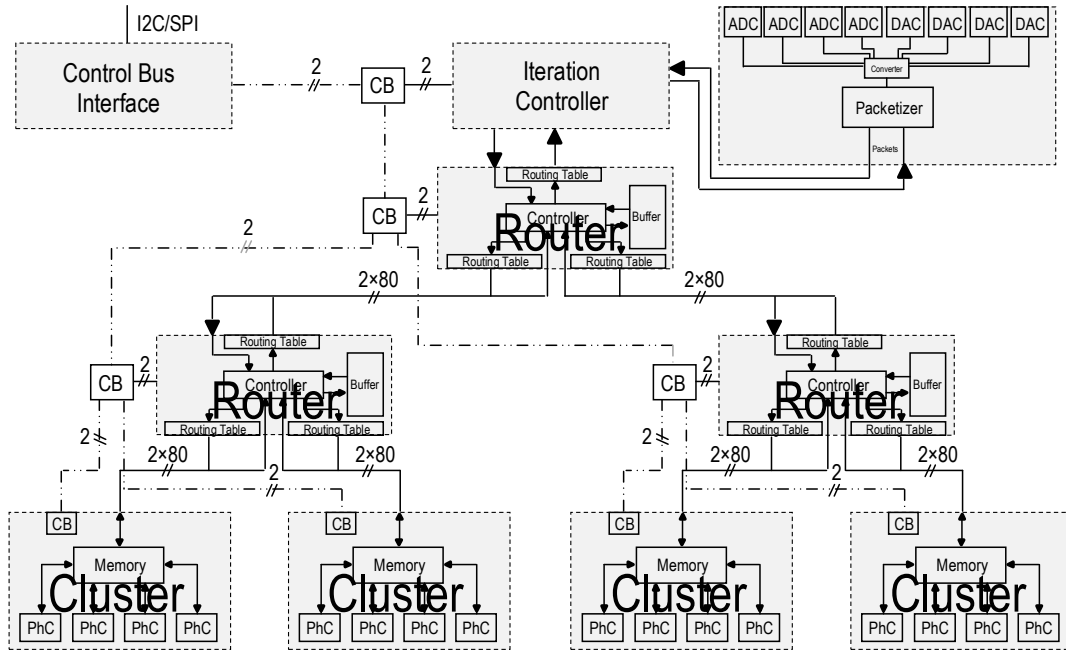 I2C/SPI
ADC ADC ADC ADC DAC DAC DAC DAC
Converter
Control Bus
Interface
2
CB
2
Iteration
Controller
Packetizer
Packets
Routing Table
CB
2
Controller
Buffer
Router
2
Routing Table Routing Table
2×80 2×80
Routing Table
CB
2
Controller
Buffer
Router
Routing Table Routing Table
Routing Table
CB
2
Controller
Buffer
Router
Routing Table Routing Table
2 2×80 2×80 2 2×80 2×80
2 2
CB CB CB CB
Memory Memory Memory Memory
Cluster Cluster Cluster Cluster
PhC PhC PhC PhC PhC PhC PhC PhC PhC PhC PhC PhC PhC PhC PhC PhC